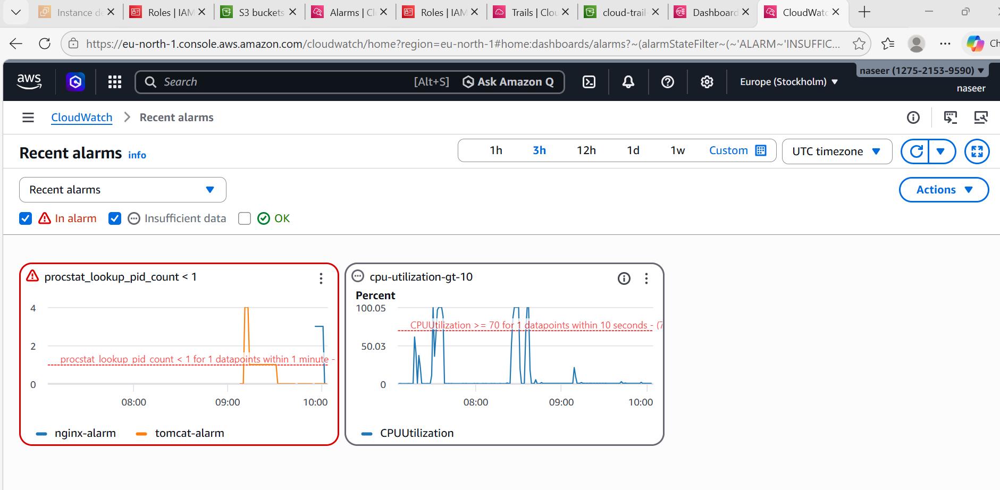 Instance de
Roles | IAM
S3 buckets
Alarms | Cl
Roles | IAM
Trails | Clou
cloud-trail
Dashboard
CloudWatc
https://eu-north-1.console.aws.amazon.com/cloudwatch/home?region=eu-north-1#home:dashboards/alarms?~(alarmStateFilter~(~'ALARM~'INSUFFIC...
Ch
aws
Search
[Alt+S]
Ask Amazon Q
Europe (Stockholm)
naseer (1275-2153-9590)
naseer
CloudWatch
Recent alarms
Recent alarms info
1h
3h
12h
1d
1w
Custom
UTC timezone
Recent alarms
Actions
In alarm
Insufficient data
OK
procstat_lookup_pid_count < 1
4
2
0
procstat_lookup_pid_count < 1 for 1 datapoints within 1 minute -
08:00
09:00
10:00
nginx-alarm
tomcat-alarm
cpu-utilization-gt-10
Percent
100.05
50.03
0
CPUUtilization >= 70 for 1 datapoints within 10 seconds - (7
08:00
09:00
10:00
CPUUtilization